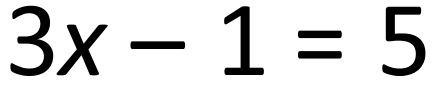 3x − 1 = 5